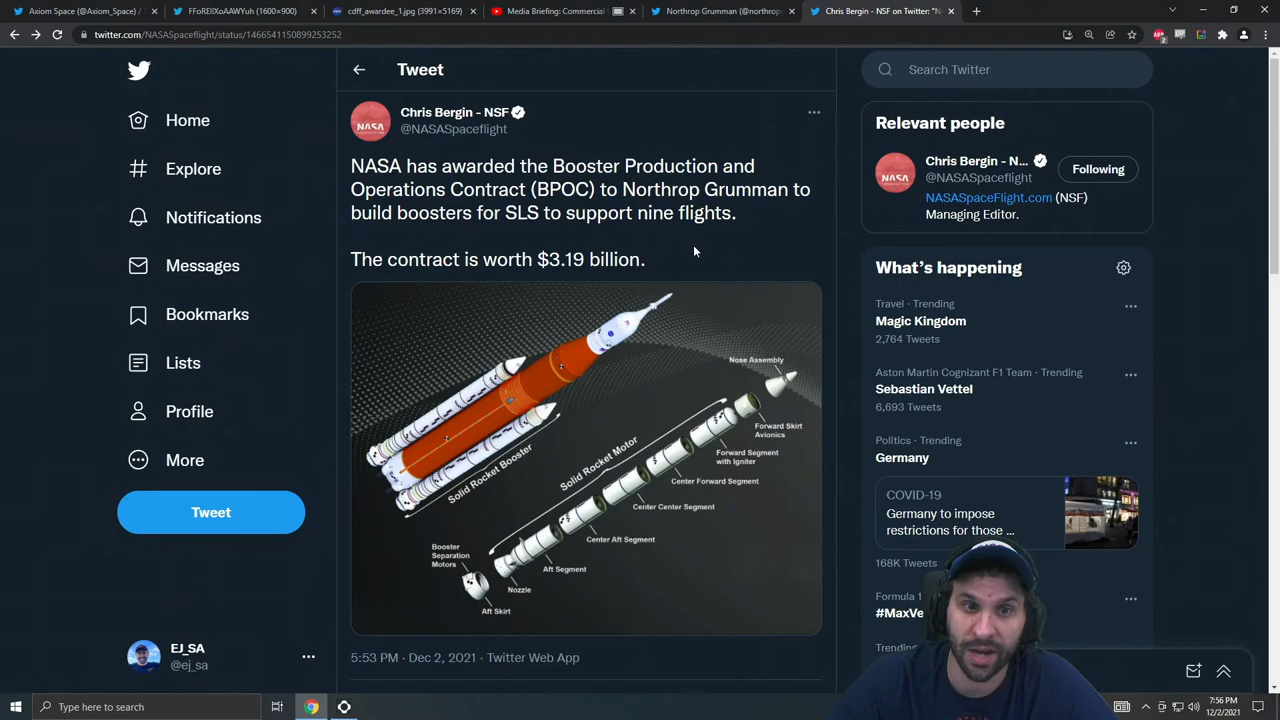 Axiom Space (@Axiom_Space) /
FFoREIlXoAAWYuh (1600×900)
cdff_awardee_1.jpg (3991×5169)
Media Briefing: Commercial
Northrop Grumman (@northrop
Chris Bergin - NSF on Twitter: "N
twitter.com/NASASpaceflight/status/1466541150899253252
2
Home
Explore
Notifications
Messages
Bookmarks
Lists
Profile
More
Tweet
EJ_SA
@ej_sa
Tweet
Chris Bergin - NSF
@NASASpaceflight
NASA has awarded the Booster Production and
Operations Contract (BPOC) to Northrop Grumman to
build boosters for SLS to support nine flights.
The contract is worth $3.19 billion.
Nose Assembly
Forward Skirt
Avionics
Forward Segment
with Igniter
Center Forward Segment
Center Center Segment
Center Aft Segment
Aft Segment
Nozzle
Aft Skirt
Booster
Separation
Motors
Solid Rocket Booster
Solid Rocket Motor
5:53 PM · Dec 2, 2021 · Twitter Web App
Search Twitter
Relevant people
NASA
Chris Bergin - N...
@NASASpaceflight
Following
NASASpaceFlight.com (NSF)
Managing Editor.
What's happening
Travel · Trending
Magic Kingdom
2,764 Tweets
Aston Martin Cognizant F1 Team · Trending
Sebastian Vettel
6,693 Tweets
Politics · Trending
Germany
COVID-19
Germany to impose
restrictions for those ...
168K Tweets
Formula 1
#MaxVe
Trending
Type here to search
7:56 PM
12/2/2021